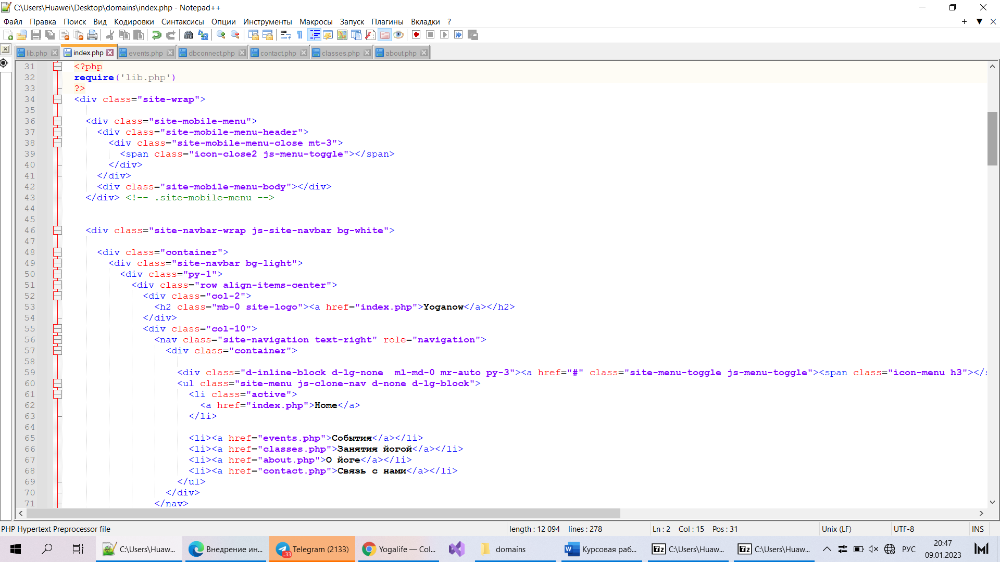 C:\Users\Huawei\Desktop\domains\index.php - Notepad++
Файл Правка Поиск Вид Кодировки Синтаксисы Опции Инструменты Макросы Запуск Плагины Вкладки ?
lib.php index.php events.php dbconnect.php contact.php classes.php about.php
31 <?php
32 require('lib.php')
33 ?>
34 <div class="site-wrap">
35
36 <div class="site-mobile-menu">
37 <div class="site-mobile-menu-header">
38 <div class="site-mobile-menu-close mt-3">
39 <span class="icon-close2 js-menu-toggle"></span>
40 </div>
41 </div>
42 <div class="site-mobile-menu-body"></div>
43 </div> <!-- .site-mobile-menu -->
44
45
46 <div class="site-navbar-wrap js-site-navbar bg-white">
47
48 <div class="container">
49 <div class="site-navbar bg-light">
50 <div class="py-1">
51 <div class="row align-items-center">
52 <div class="col-2">
53 <h2 class="mb-0 site-logo"><a href="index.php">Yoganow</a></h2>
54 </div>
55 <div class="col-10">
56 <nav class="site-navigation text-right" role="navigation">
57 <div class="container">
58
59 <div class="d-inline-block d-lg-none  ml-md-0 mr-auto py-3"><a href="#" class="site-menu-toggle js-menu-toggle"><span class="icon-menu h3"></s
60 <ul class="site-menu js-clone-nav d-none d-lg-block">
61 <li class="active">
62 <a href="index.php">Home</a>
63 </li>
64
65 <li><a href="events.php">События</a></li>
66 <li><a href="classes.php">Занятия йогой</a></li>
67 <li><a href="about.php">О йоге</a></li>
68 <li><a href="contact.php">Связь с нами</a></li>
69 </ul>
70 </div>
71 </nav>
PHP Hypertext Preprocessor file length : 12 094 lines : 278 Ln : 2 Col : 15 Pos : 31 Unix (LF) UTF-8 INS
C:\Users\Huaw... Внедрение ин... Telegram (2133) Yogalife — Col... domains Курсовая раб... C:\Users\Huaw... C:\Users\Huaw... РУС 20:47
09.01.2023